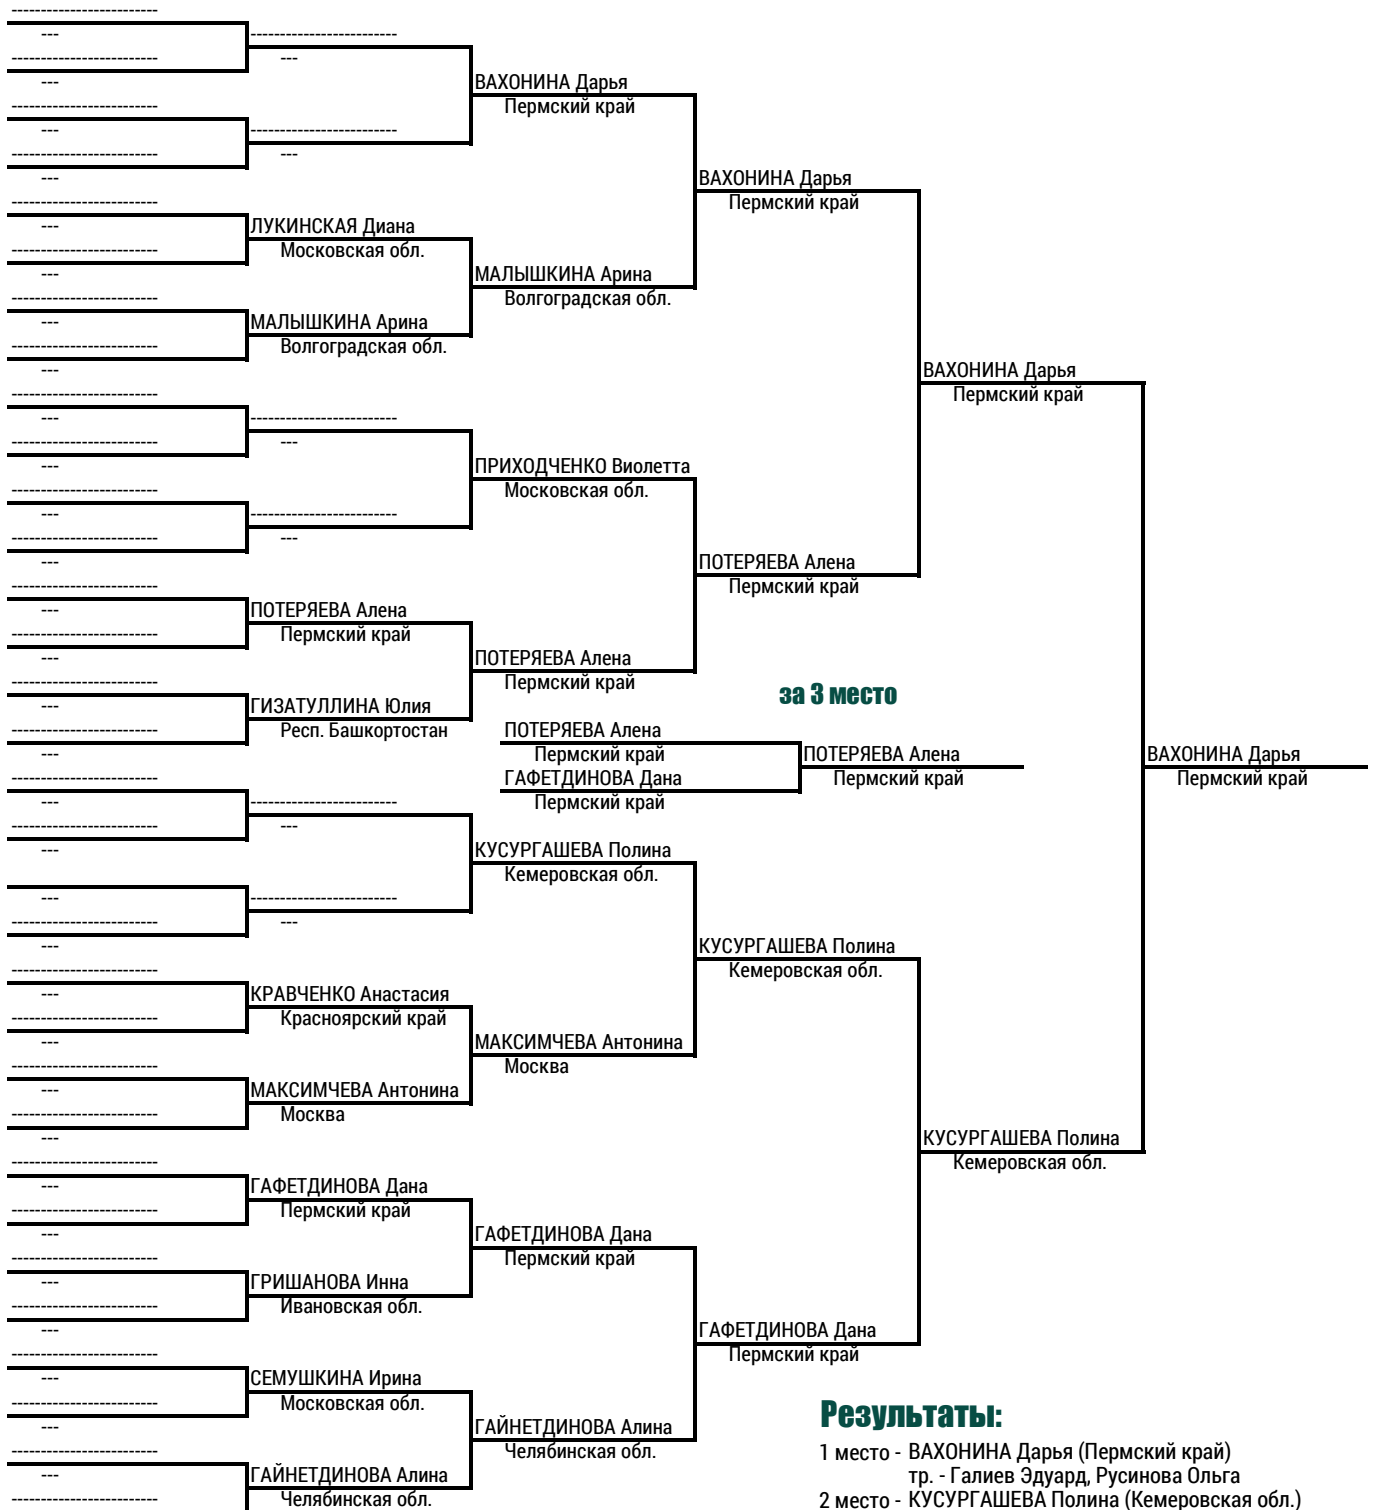 -------------------------
---
-------------------------
---
-------------------------
---
-------------------------
---
-------------------------
---
ВАХОНИНА Дарья
Пермский край
-------------------------
---
-------------------------
---
-------------------------
---
ВАХОНИНА Дарья
Пермский край
-------------------------
---
ЛУКИНСКАЯ Диана
Московская обл.
-------------------------
---
МАЛЫШКИНА Арина
Волгоградская обл.
-------------------------
---
МАЛЫШКИНА Арина
Волгоградская обл.
-------------------------
---
ВАХОНИНА Дарья
Пермский край
-------------------------
---
-------------------------
---
-------------------------
---
ПРИХОДЧЕНКО Виолетта
Московская обл.
-------------------------
---
-------------------------
---
-------------------------
---
ПОТЕРЯЕВА Алена
Пермский край
-------------------------
---
ПОТЕРЯЕВА Алена
Пермский край
-------------------------
---
ПОТЕРЯЕВА Алена
Пермский край
-------------------------
---
ГИЗАТУЛЛИНА Юлия
Респ. Башкортостан
-------------------------
---
за 3 место
ПОТЕРЯЕВА Алена
Пермский край
ГАФЕТДИНОВА Дана
Пермский край
ПОТЕРЯЕВА Алена
Пермский край
ВАХОНИНА Дарья
Пермский край
-------------------------
---
-------------------------
---
-------------------------
---
КУСУРГАШЕВА Полина
Кемеровская обл.
---
-------------------------
---
-------------------------
---
КУСУРГАШЕВА Полина
Кемеровская обл.
-------------------------
---
КРАВЧЕНКО Анастасия
Красноярский край
-------------------------
---
МАКСИМЧЕВА Антонина
Москва
-------------------------
---
МАКСИМЧЕВА Антонина
Москва
-------------------------
---
КУСУРГАШЕВА Полина
Кемеровская обл.
-------------------------
---
ГАФЕТДИНОВА Дана
Пермский край
-------------------------
---
ГАФЕТДИНОВА Дана
Пермский край
-------------------------
---
ГРИШАНОВА Инна
Ивановская обл.
-------------------------
---
ГАФЕТДИНОВА Дана
Пермский край
-------------------------
---
СЕМУШКИНА Ирина
Московская обл.
-------------------------
---
ГАЙНЕТДИНОВА Алина
Челябинская обл.
-------------------------
---
ГАЙНЕТДИНОВА Алина
Челябинская обл.
-------------------------
Результаты:
1 место - ВАХОНИНА Дарья (Пермский край)
тр. - Галиев Эдуард, Русинова Ольга
2 место - КУСУРГАШЕВА Полина (Кемеровская обл.)